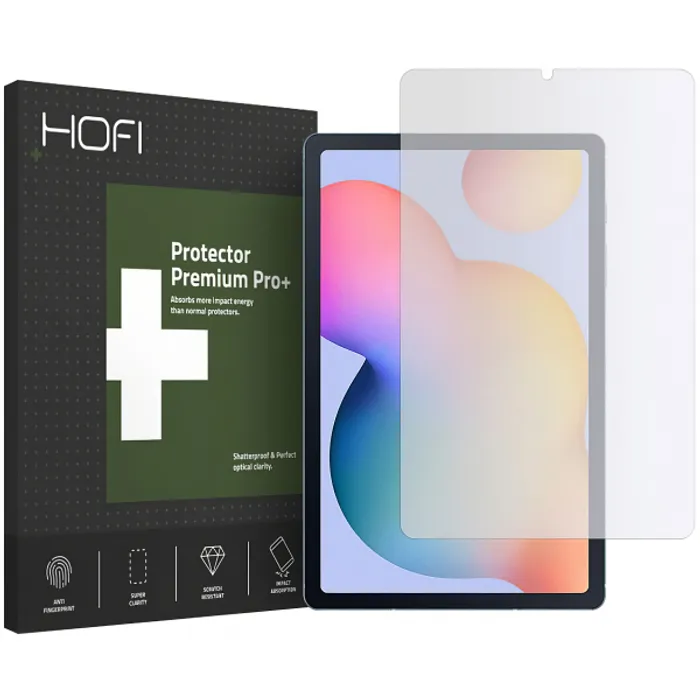 HOFI
Protector
Premium Pro+
Absorbs more impact energy
than normal protectors.
Shatterproof & Perfect
optical clarity.
ANTI
FINGERPRINT
SUPER
CLARITY
SCRATCH
RESISTANT
IMPACT
ABSORPTION